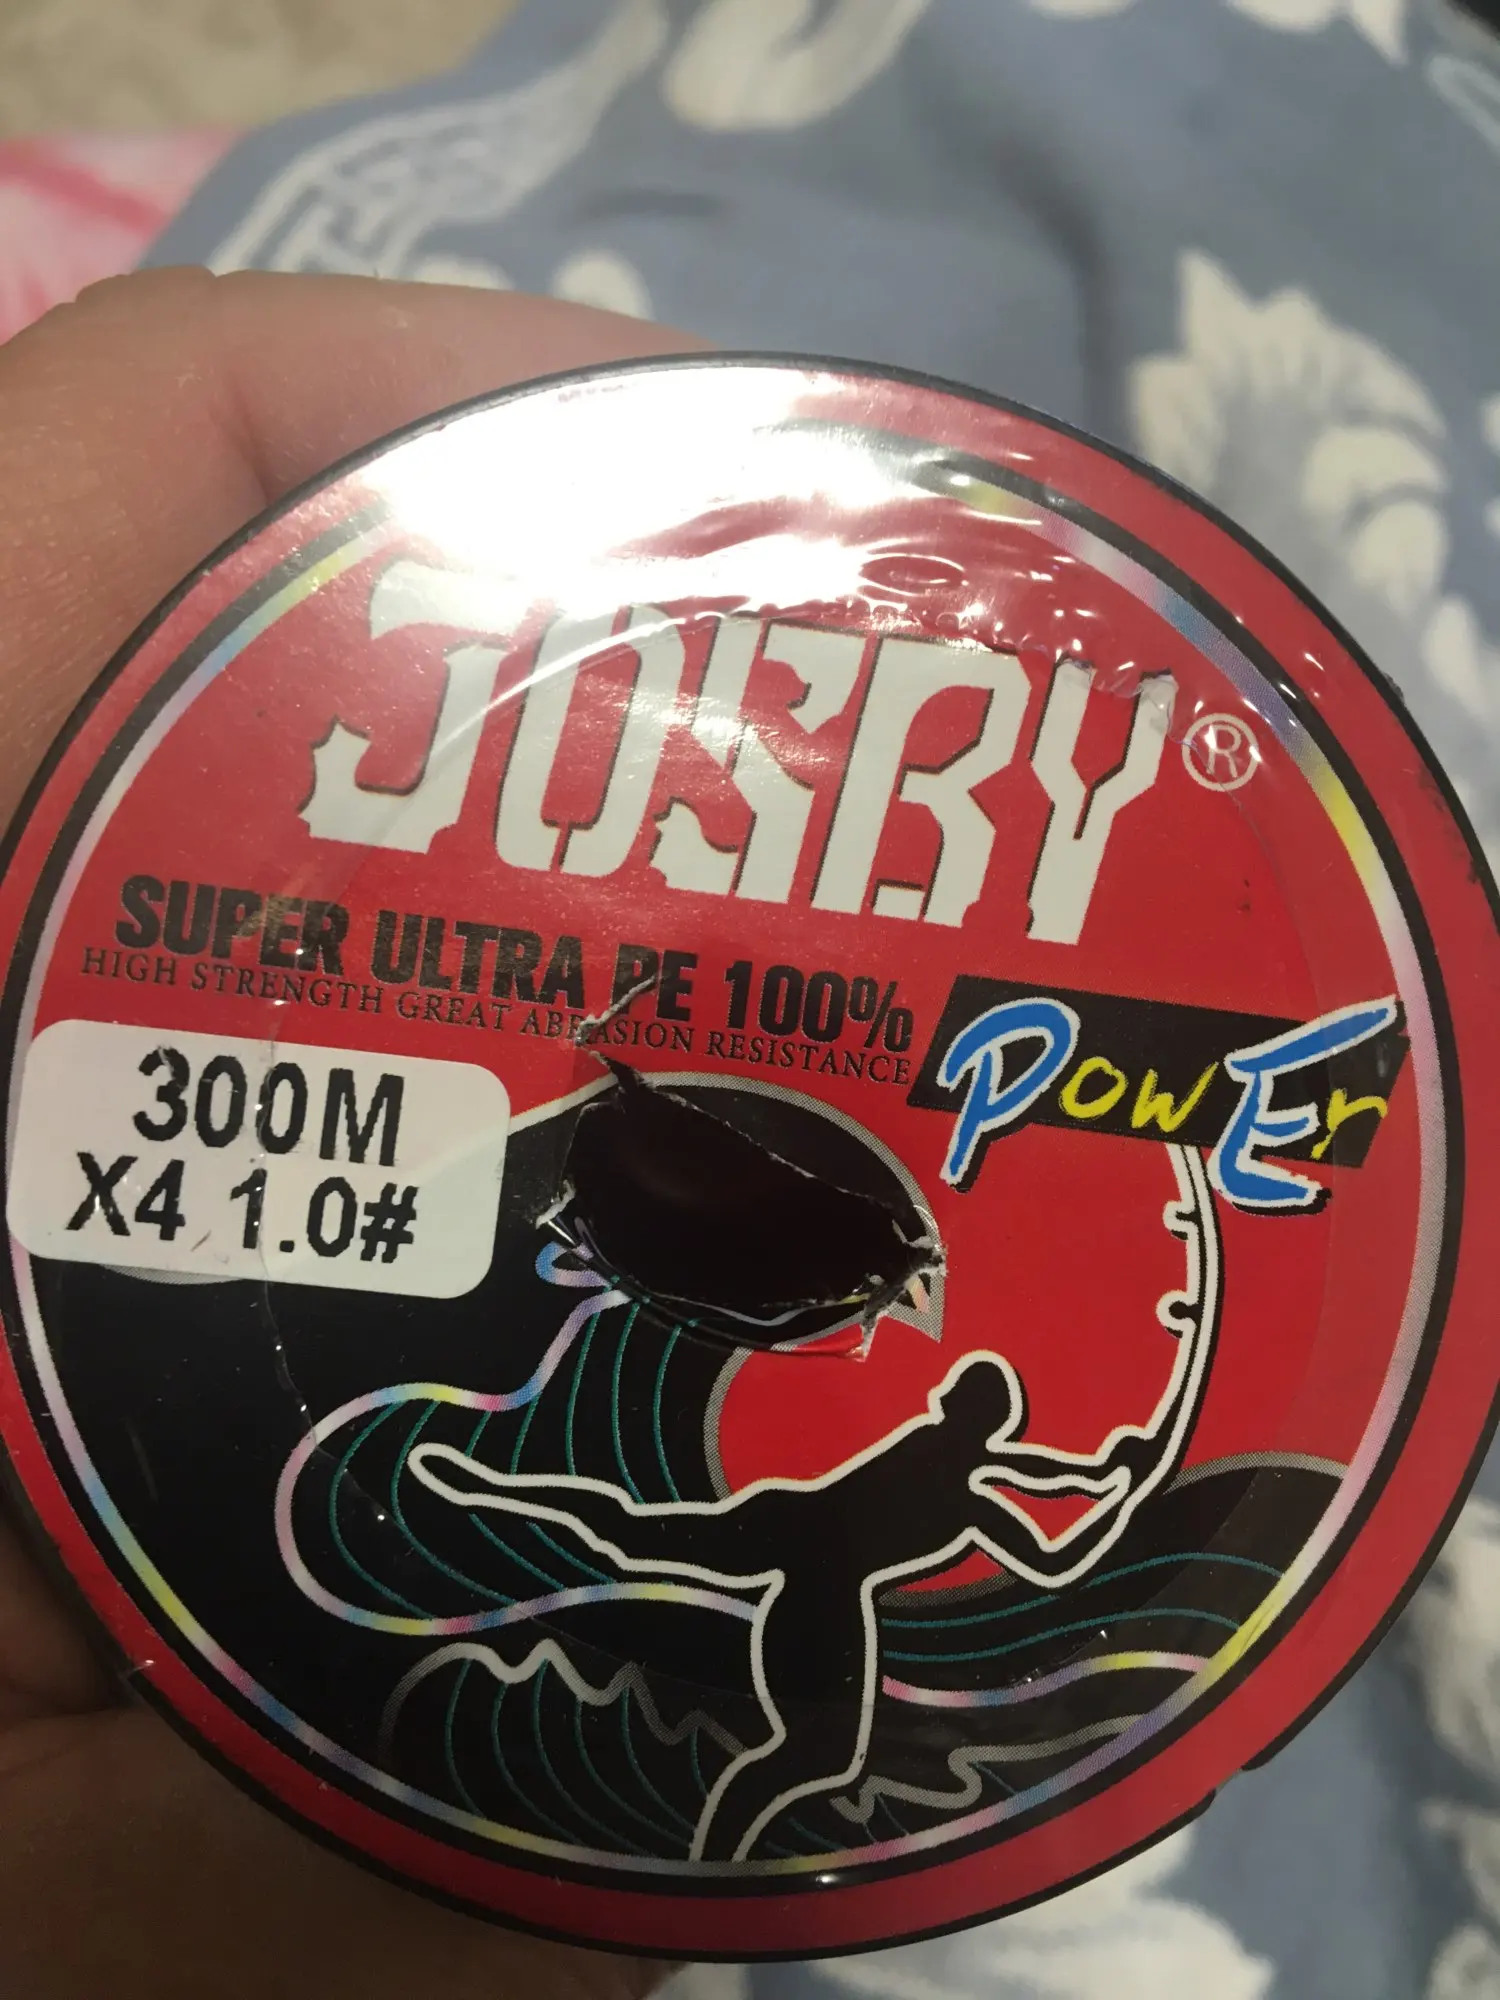 JOSBY®
SUPER ULTRA PE 100%
HIGH STRENGTH GREAT ABRASION RESISTANCE
PowEr
300M
X4 1.0#